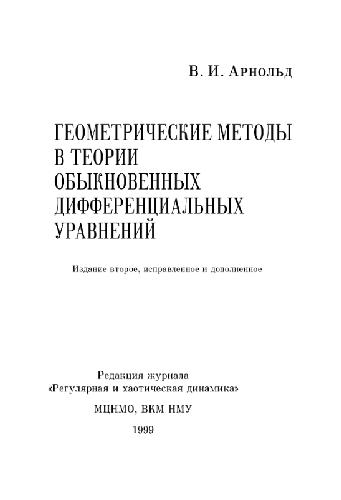 В. И. Арнольд
ГЕОМЕТРИЧЕСКИЕ МЕТОДЫ
В ТЕОРИИ
ОБЫКНОВЕННЫХ
ДИФФЕРЕНЦИАЛЬНЫХ
УРАВНЕНИЙ
Издание второе, исправленное и дополненное
Редакция журнала
«Регулярная и хаотическая динамика»
МЦНМО, ВКМ НМУ
1999